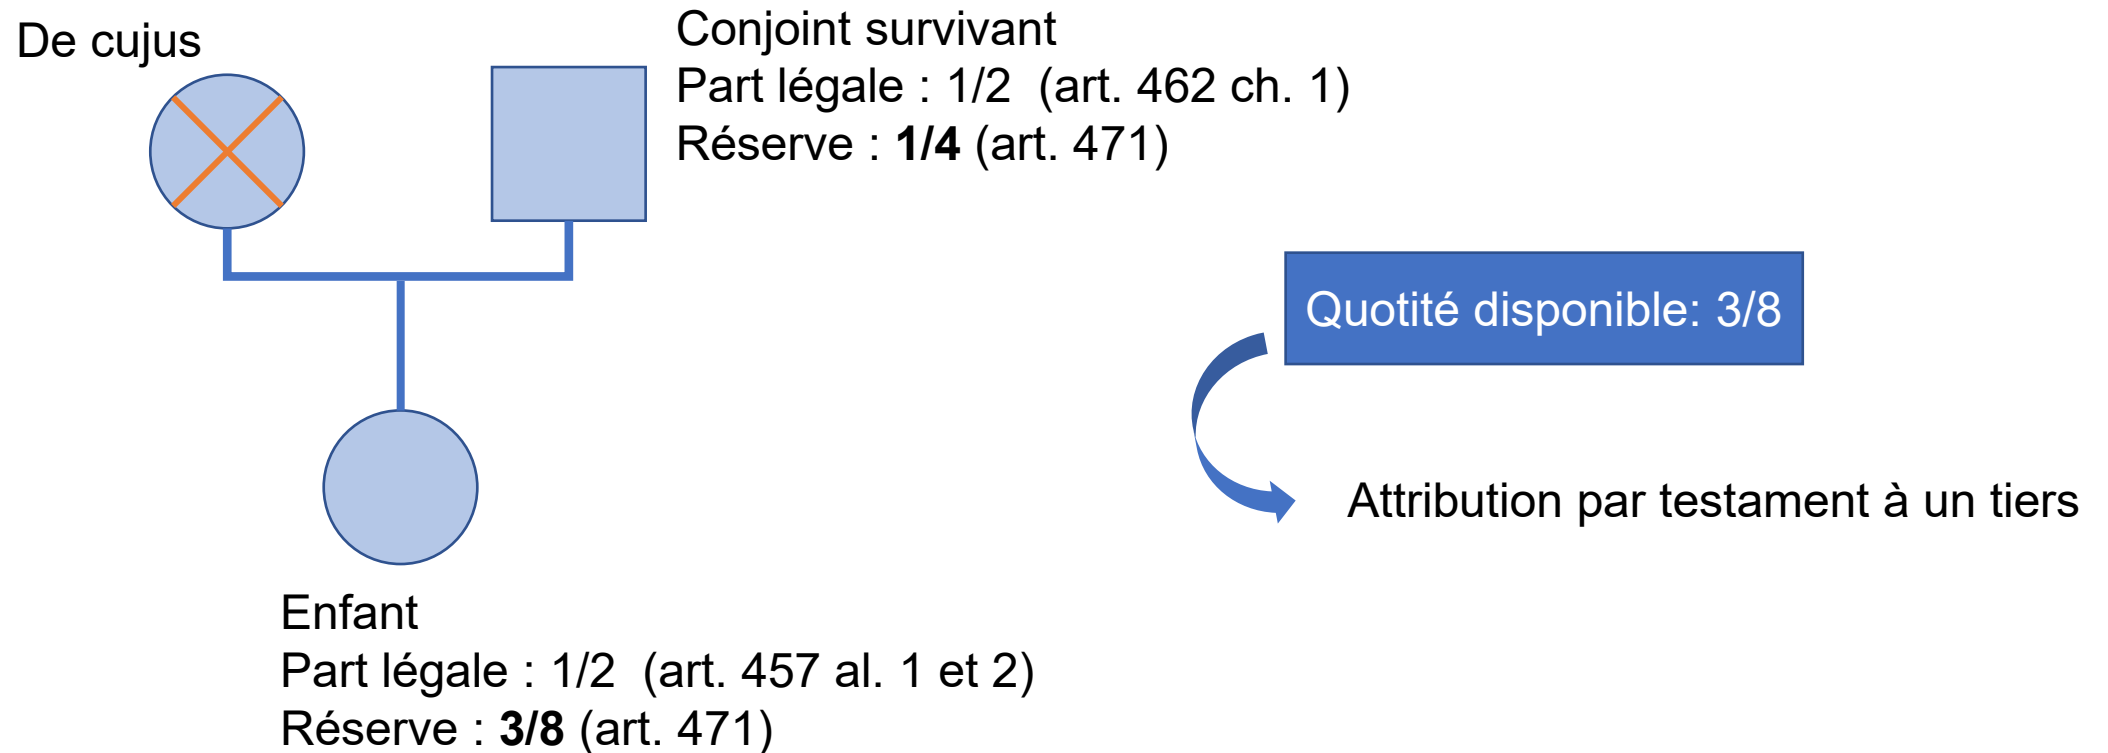 De cujus
Conjoint survivant
Part légale : 1/2  (art. 462 ch. 1)
Réserve : 1/4 (art. 471)
Quotité disponible: 3/8
Attribution par testament à un tiers
Enfant
Part légale : 1/2  (art. 457 al. 1 et 2)
Réserve : 3/8 (art. 471)